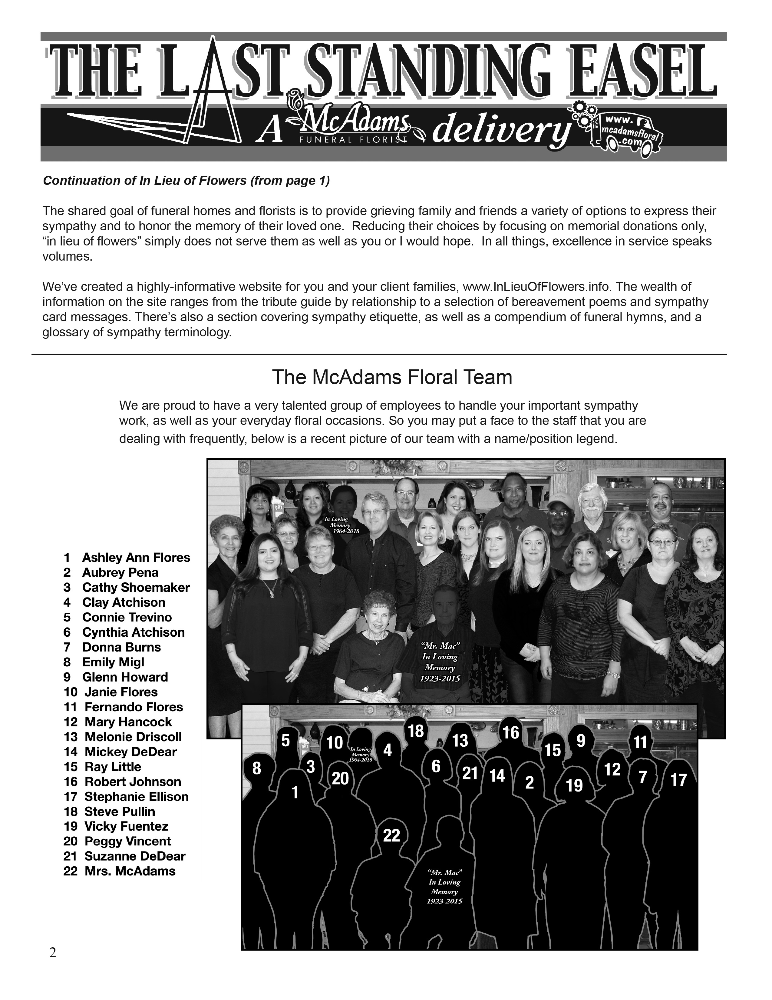 THE LAST STANDING EASEL
A McAdams delivery
FUNERAL FLORIST
www.
mcadamsfloral
.com
Continuation of In Lieu of Flowers (from page 1)
The shared goal of funeral homes and florists is to provide grieving family and friends a variety of options to express their
sympathy and to honor the memory of their loved one.  Reducing their choices by focusing on memorial donations only,
“in lieu of flowers” simply does not serve them as well as you or I would hope.  In all things, excellence in service speaks
volumes.
We’ve created a highly-informative website for you and your client families, www.InLieuOfFlowers.info. The wealth of
information on the site ranges from the tribute guide by relationship to a selection of bereavement poems and sympathy
card messages. There’s also a section covering sympathy etiquette, as well as a compendium of funeral hymns, and a
glossary of sympathy terminology.
The McAdams Floral Team
We are proud to have a very talented group of employees to handle your important sympathy
work, as well as your everyday floral occasions. So you may put a face to the staff that you are
dealing with frequently, below is a recent picture of our team with a name/position legend.
1 Ashley Ann Flores
2 Aubrey Pena
3 Cathy Shoemaker
4 Clay Atchison
5 Connie Trevino
6 Cynthia Atchison
7 Donna Burns
8 Emily Migl
9 Glenn Howard
10 Janie Flores
11 Fernando Flores
12 Mary Hancock
13 Melonie Driscoll
14 Mickey DeDear
15 Ray Little
16 Robert Johnson
17 Stephanie Ellison
18 Steve Pullin
19 Vicky Fuentez
20 Peggy Vincent
21 Suzanne DeDear
22 Mrs. McAdams
gift
In Loving
Memory
1964-2018
“Mr. Mac”
In Loving
Memory
1923-2015
5 10 4 18 13 16 15 9 11
gift
In Loving
Memory
1964-2018
8 3 20 6 21 14 2 12 7 17
1 19
22
“Mr. Mac”
In Loving
Memory
1923-2015
2